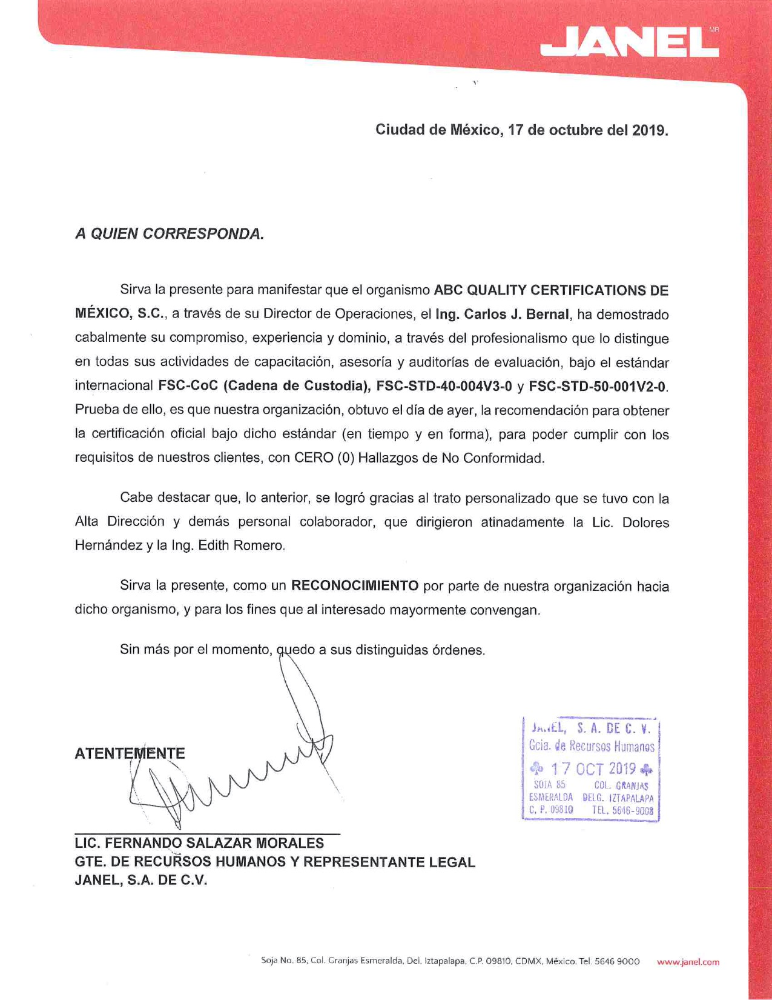 JANEL MR
Ciudad de México, 17 de octubre del 2019.
A QUIEN CORRESPONDA.
Sirva la presente para manifestar que el organismo ABC QUALITY CERTIFICATIONS DE
MÉXICO, S.C., a través de su Director de Operaciones, el Ing. Carlos J. Bernal, ha demostrado
cabalmente su compromiso, experiencia y dominio, a través del profesionalismo que lo distingue
en todas sus actividades de capacitación, asesoría y auditorías de evaluación, bajo el estándar
internacional FSC-CoC (Cadena de Custodia), FSC-STD-40-004V3-0 y FSC-STD-50-001V2-0.
Prueba de ello, es que nuestra organización, obtuvo el día de ayer, la recomendación para obtener
la certificación oficial bajo dicho estándar (en tiempo y en forma), para poder cumplir con los
requisitos de nuestros clientes, con CERO (0) Hallazgos de No Conformidad.
Cabe destacar que, lo anterior, se logró gracias al trato personalizado que se tuvo con la
Alta Dirección y demás personal colaborador, que dirigieron atinadamente la Lic. Dolores
Hernández y la Ing. Edith Romero.
Sirva la presente, como un RECONOCIMIENTO por parte de nuestra organización hacia
dicho organismo, y para los fines que al interesado mayormente convengan.
Sin más por el momento, quedo a sus distinguidas órdenes.
ATENTEMENTE
JANEL, S. A. DE C. V.
Gcia. de Recursos Humanos
17 OCT 2019
SOJA 85 COL. GRANJAS
ESMERALDA DELG. IZTAPALAPA
C. P. 09810 TEL. 5646-9008
LIC. FERNANDO SALAZAR MORALES
GTE. DE RECURSOS HUMANOS Y REPRESENTANTE LEGAL
JANEL, S.A. DE C.V.
Soja No. 85, Col. Granjas Esmeralda, Del. Iztapalapa, C.P. 09810, CDMX, México. Tel. 5646 9000 www.janel.com